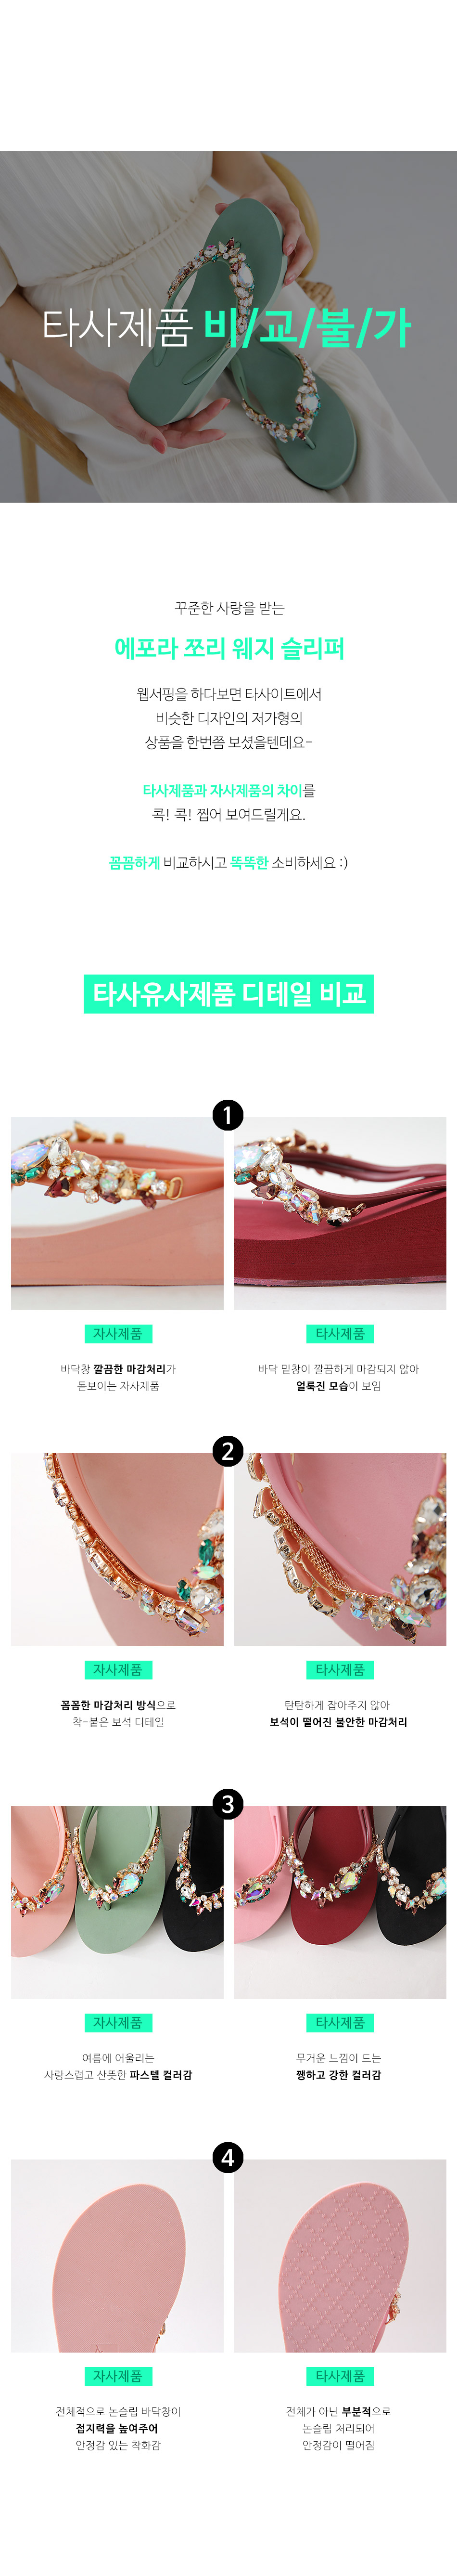 타사제품 비/교/불/가
꾸준한 사랑을 받는
에포라 쪼리 웨지 슬리퍼
웹서핑을 하다보면 타사이트에서
비슷한 디자인의 저가형의
상품을 한번쯤 보셨을텐데요-
타사제품과 자사제품의 차이를
콕! 콕! 찝어 보여드릴게요.
꼼꼼하게 비교하시고 똑똑한 소비하세요 :)
타사유사제품 디테일 비교
1
자사제품
바닥창 깔끔한 마감처리가
돋보이는 자사제품
타사제품
바닥 밑창이 깔끔하게 마감되지 않아
얼룩진 모습이 보임
2
자사제품
꼼꼼한 마감처리 방식으로
착-붙은 보석 디테일
타사제품
탄탄하게 잡아주지 않아
보석이 떨어진 불안한 마감처리
3
자사제품
여름에 어울리는
사랑스럽고 산뜻한 파스텔 컬러감
타사제품
무거운 느낌이 드는
쨍하고 강한 컬러감
4
자사제품
전체적으로 논슬립 바닥창이
접지력을 높여주어
안정감 있는 착화감
타사제품
전체가 아닌 부분적으로
논슬립 처리되어
안정감이 떨어짐